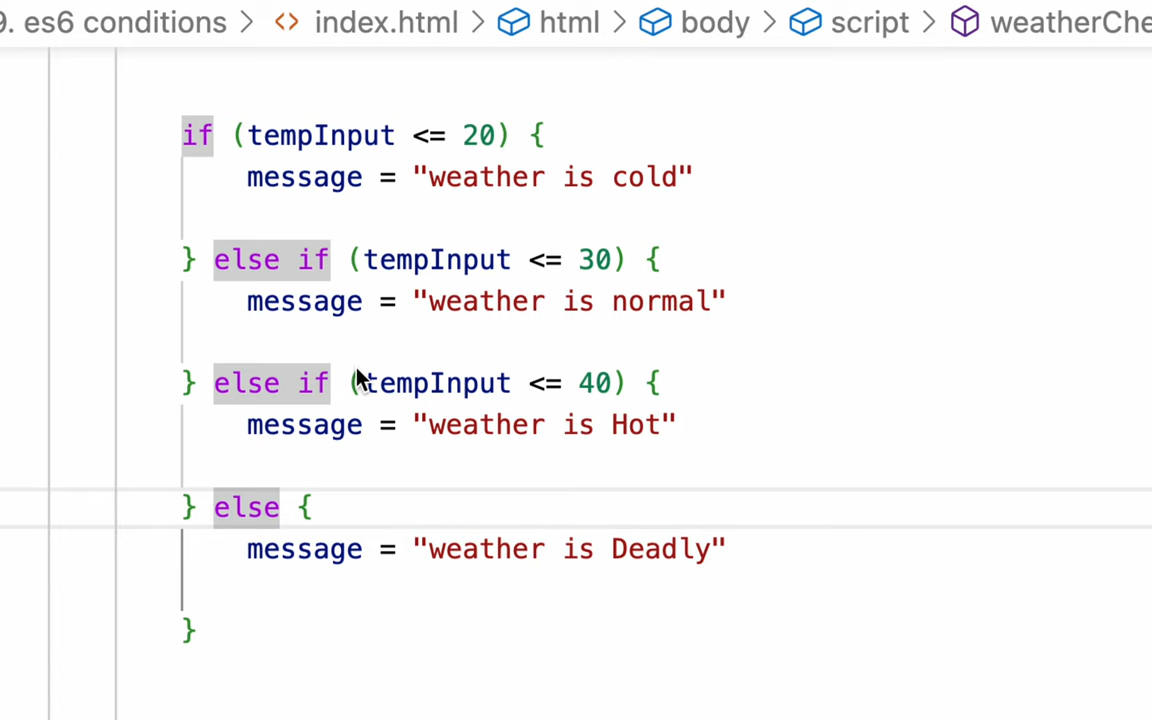 9. es6 conditions > <> index.html > html > body > script > weatherChe
if (tempInput <= 20) {
message = "weather is cold"
} else if (tempInput <= 30) {
message = "weather is normal"
} else if (tempInput <= 40) {
message = "weather is Hot"
} else {
message = "weather is Deadly"
}